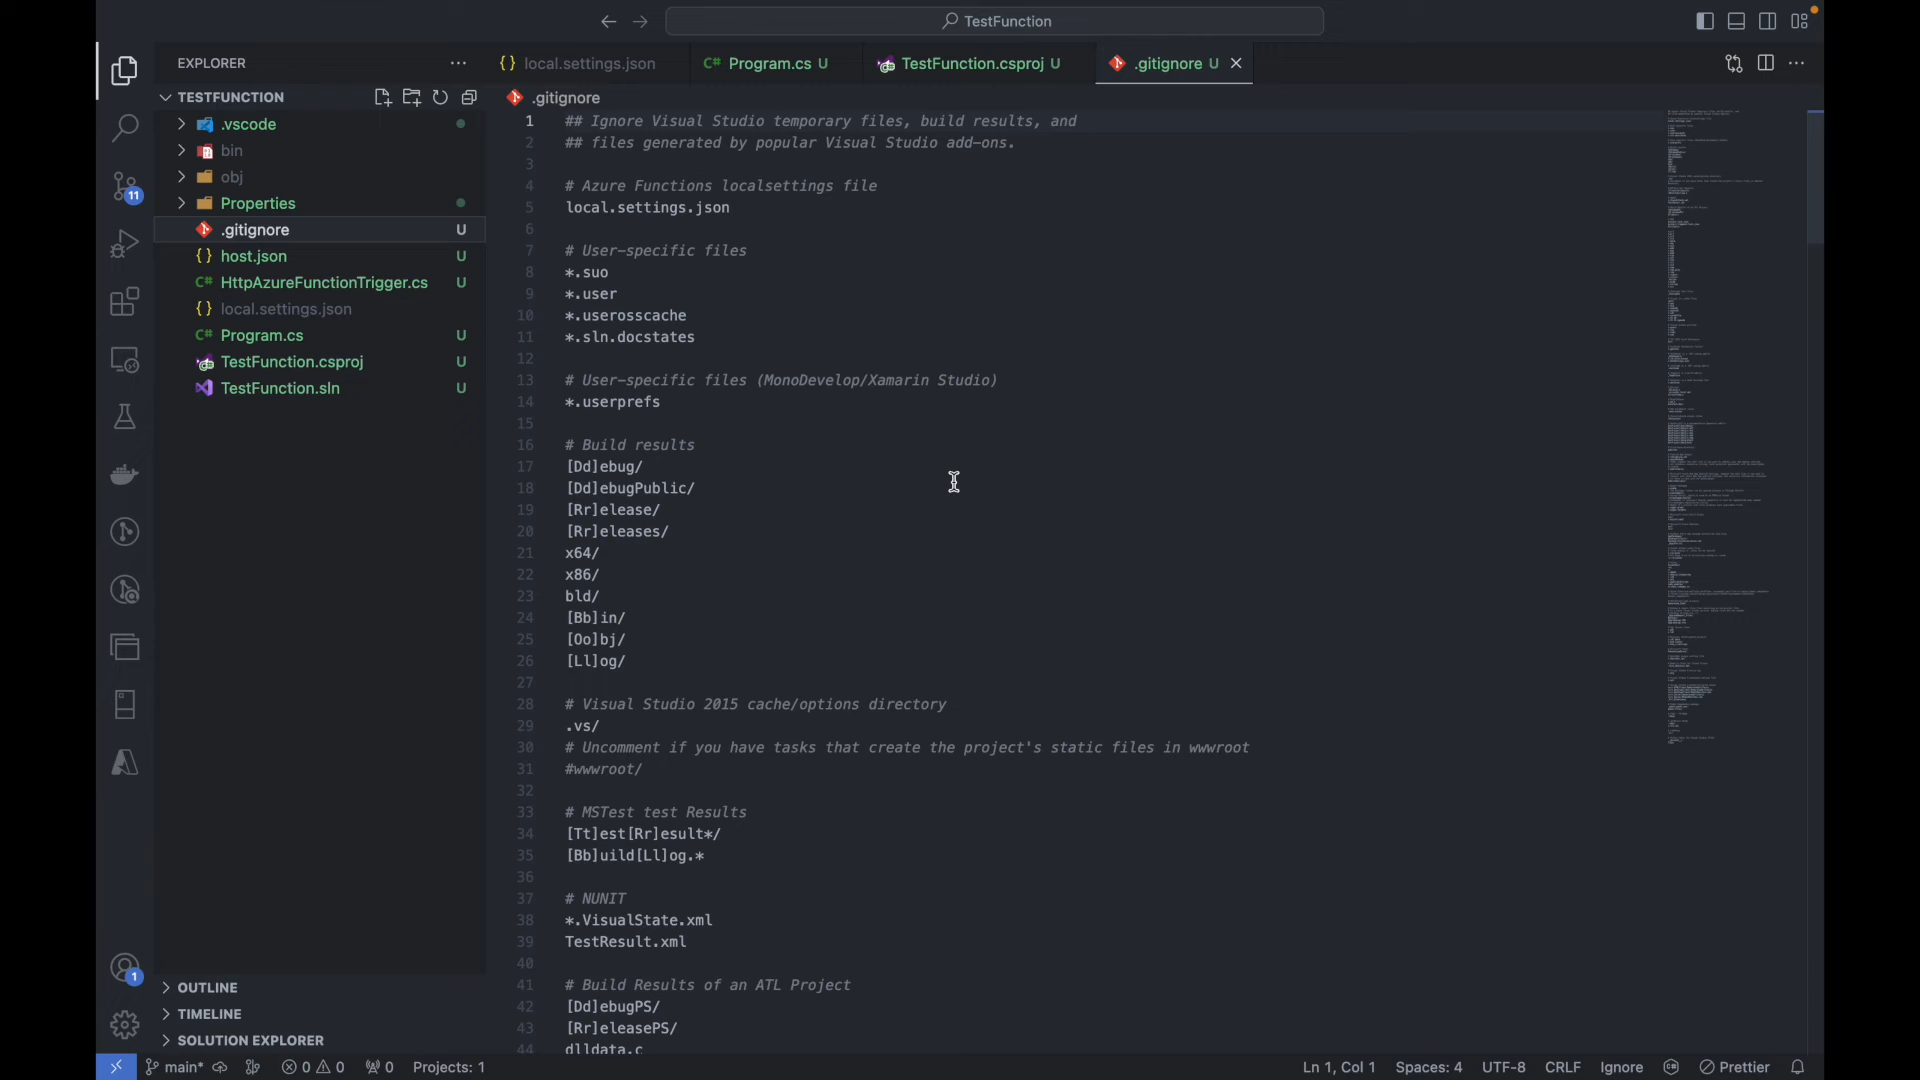 TestFunction
EXPLORER
local.settings.json
C# Program.cs U
TestFunction.csproj U
.gitignore U
TESTFUNCTION
.gitignore
.vscode
bin
obj
Properties
.gitignore U
{} host.json U
C# HttpAzureFunctionTrigger.cs U
{} local.settings.json
C# Program.cs U
TestFunction.csproj U
TestFunction.sln U
11
1
OUTLINE
TIMELINE
SOLUTION EXPLORER
1 ## Ignore Visual Studio temporary files, build results, and
2 ## files generated by popular Visual Studio add-ons.
3
4 # Azure Functions localsettings file
5 local.settings.json
6
7 # User-specific files
8 *.suo
9 *.user
10 *.userosscache
11 *.sln.docstates
12
13 # User-specific files (MonoDevelop/Xamarin Studio)
14 *.userprefs
15
16 # Build results
17 [Dd]ebug/
18 [Dd]ebugPublic/
19 [Rr]elease/
20 [Rr]eleases/
21 x64/
22 x86/
23 bld/
24 [Bb]in/
25 [Oo]bj/
26 [Ll]og/
27
28 # Visual Studio 2015 cache/options directory
29 .vs/
30 # Uncomment if you have tasks that create the project's static files in wwwroot
31 #wwwroot/
32
33 # MSTest test Results
34 [Tt]est[Rr]esult*/
35 [Bb]uild[Ll]og.*
36
37 # NUNIT
38 *.VisualState.xml
39 TestResult.xml
40
41 # Build Results of an ATL Project
42 [Dd]ebugPS/
43 [Rr]eleasePS/
44 dlldata.c
main* 0 0 0 Projects: 1
Ln 1, Col 1 Spaces: 4 UTF-8 CRLF Ignore Prettier